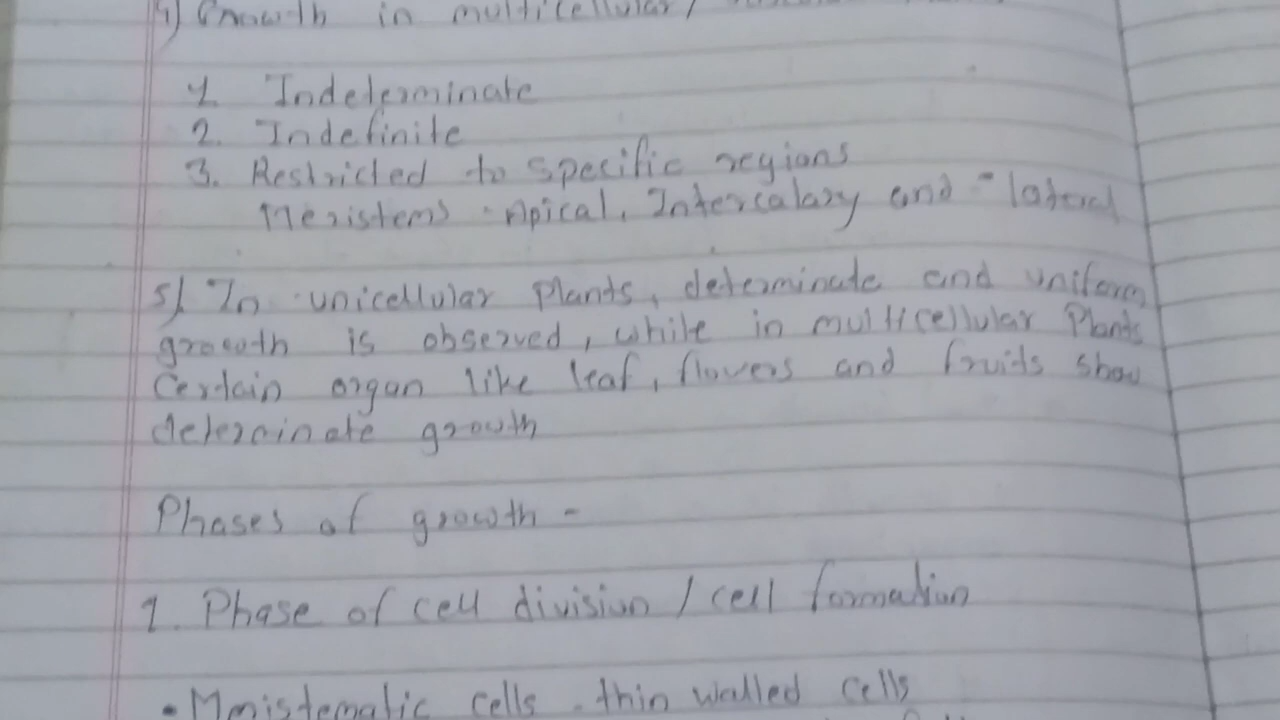 4) Growth in multicellular,
1. Indeterminate
2. Indefinite
3. Restricted to specific regions
Meristems - Apical, Intercalary and - lateral
5). In unicellular Plants, determinate and uniform
growth is observed, while in multicellular Plants
Certain organ like leaf, flowers and fruits show
deterninate growth
Phases of growth -
1. Phase of cell division / cell formation
• Meristematic cells - thin walled cells